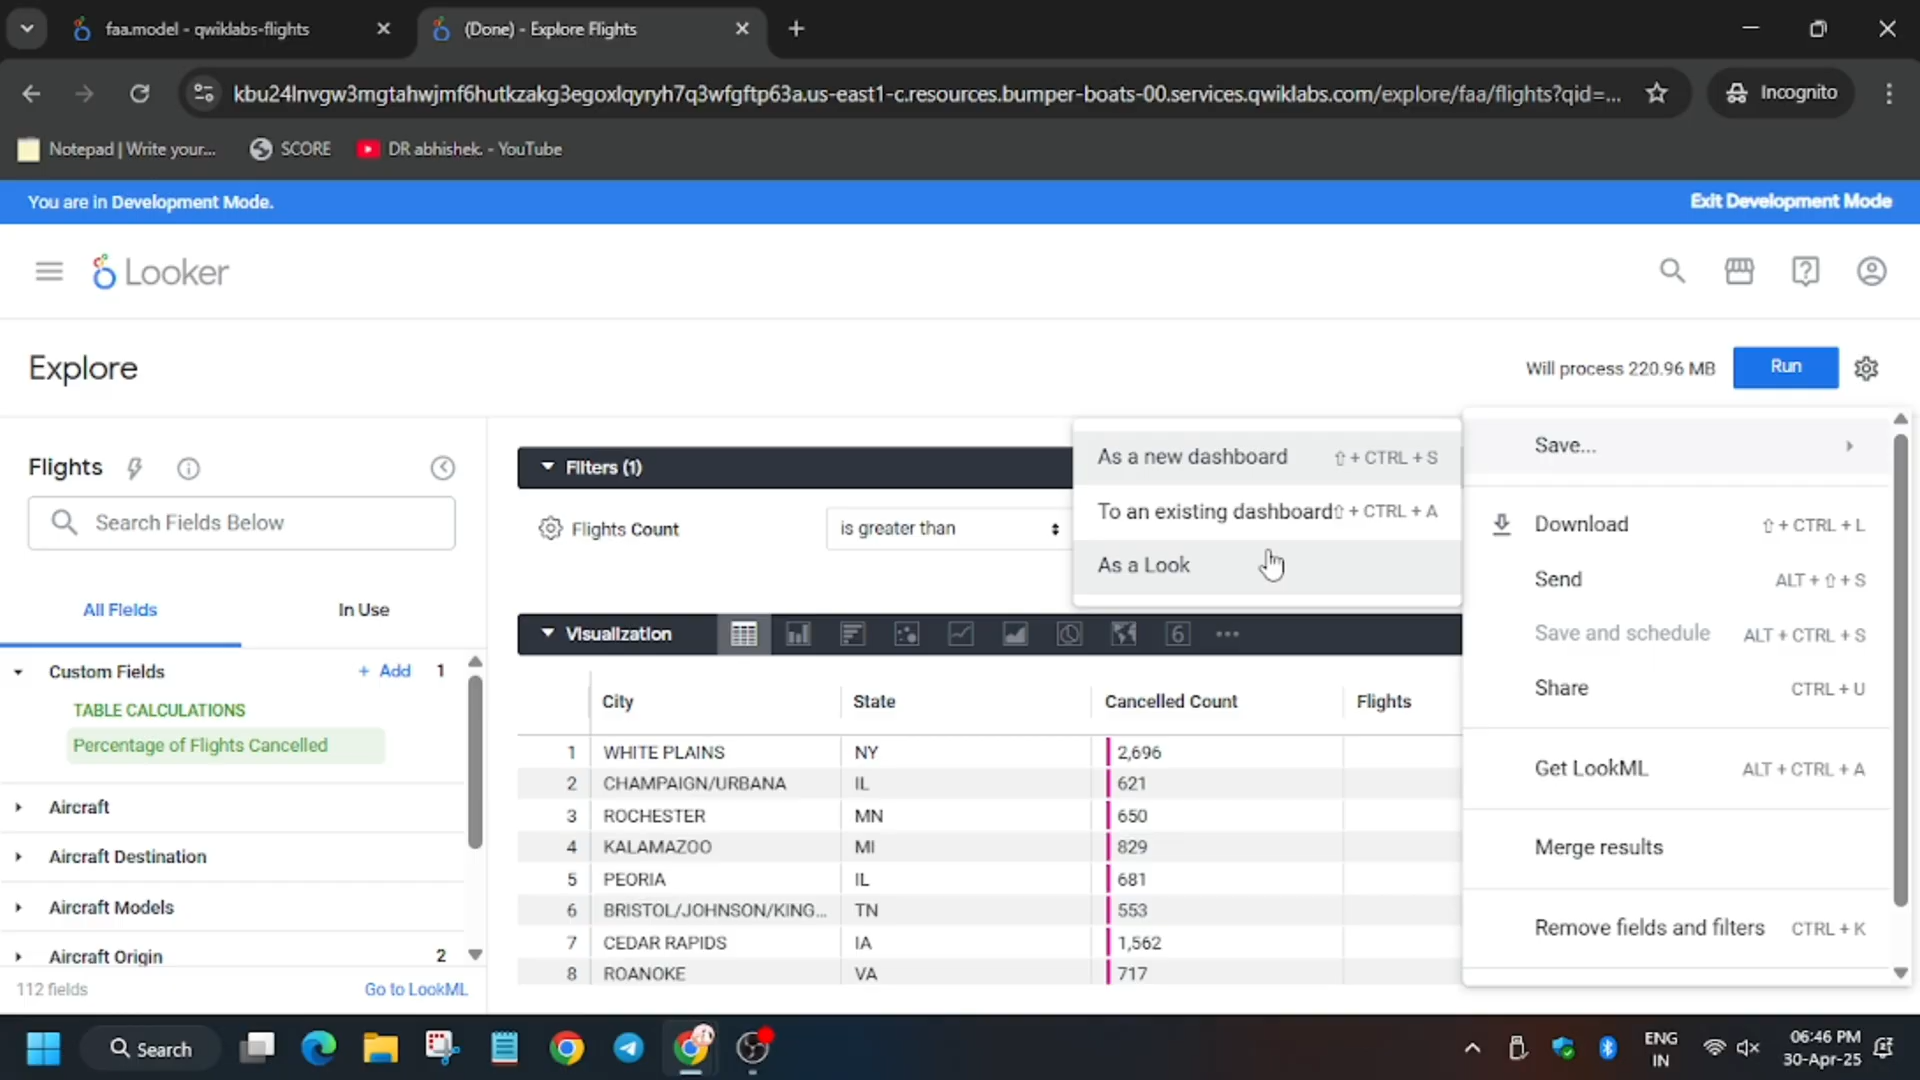 faa.model - qwiklabs-flights
(Done) - Explore Flights
kbu24lnvgw3mgtahwjmf6hutkzakg3egoxlqyryh7q3wfgftp63a.us-east1-c.resources.bumper-boats-00.services.qwiklabs.com/explore/faa/flights?qid=...
Incognito
Notepad | Write your...
SCORE
DR abhishek. - YouTube
You are in Development Mode.
Exit Development Mode
Looker
Explore
Will process 220.96 MB
Run
Flights
Search Fields Below
All Fields
In Use
Custom Fields
+ Add 1
TABLE CALCULATIONS
Percentage of Flights Cancelled
Aircraft
Aircraft Destination
Aircraft Models
Aircraft Origin 2
112 fields
Go to LookML
Filters (1)
Flights Count
is greater than
Visualization
6
City State Cancelled Count Flights
1 WHITE PLAINS NY 2,696
2 CHAMPAIGN/URBANA IL 621
3 ROCHESTER MN 650
4 KALAMAZOO MI 829
5 PEORIA IL 681
6 BRISTOL/JOHNSON/KING... TN 553
7 CEDAR RAPIDS IA 1,562
8 ROANOKE VA 717
As a new dashboard ⇧ + CTRL + S
To an existing dashboard ⇧ + CTRL + A
As a Look
Save...
Download ⇧ + CTRL + L
Send ALT + ⇧ + S
Save and schedule ALT + CTRL + S
Share CTRL + U
Get LookML ALT + CTRL + A
Merge results
Remove fields and filters CTRL + K
Search
ENG
IN
06:46 PM
30-Apr-25